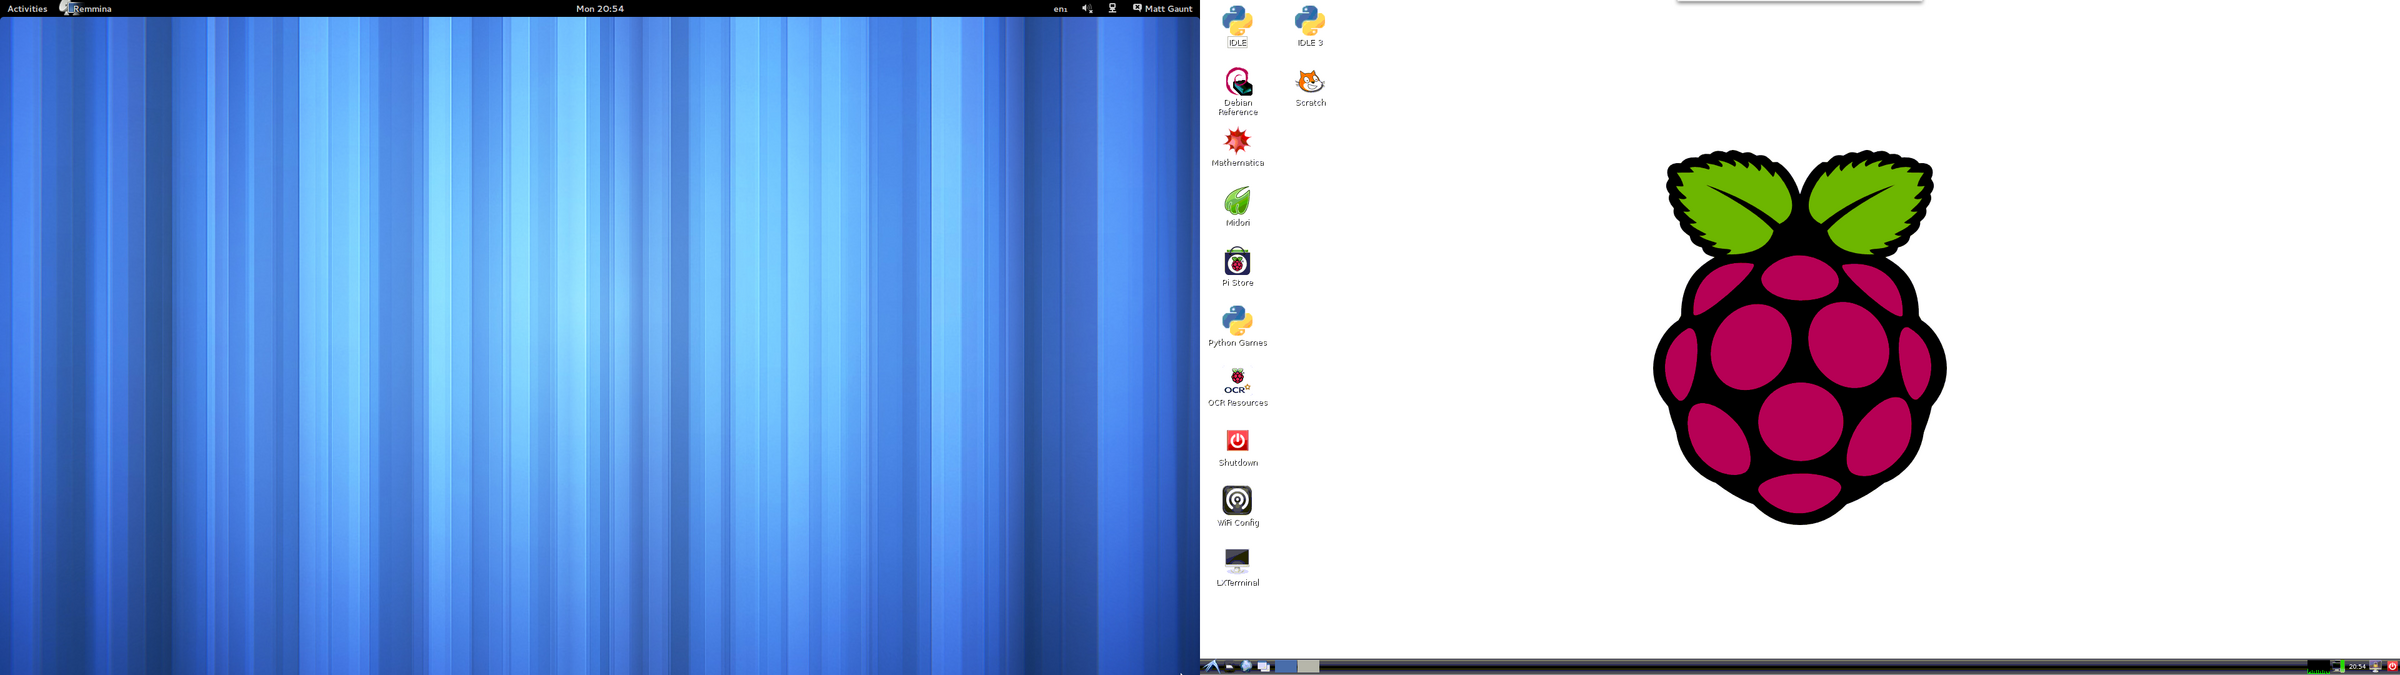 Activities Remmina Mon 20:54 en₁ Matt Gaunt
IDLE IDLE 3
Debian
Reference
Scratch
Mathematica
Midori
Pi Store
Python Games
OCR
OCR Resources
Shutdown
WiFi Config
LXTerminal
20:54